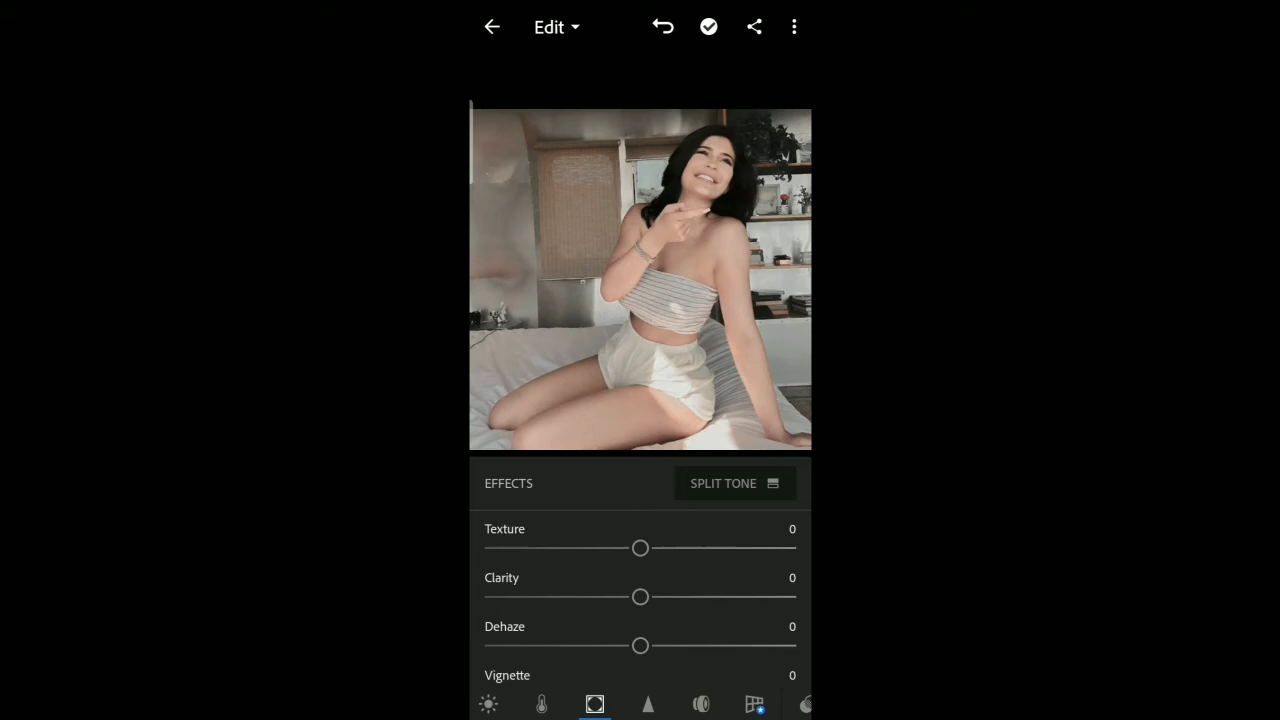 Edit
EFFECTS
SPLIT TONE
Texture 0
Clarity 0
Dehaze 0
Vignette 0